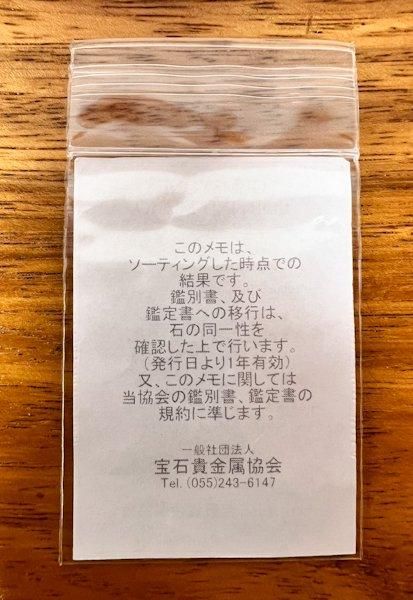 このメモは、
ソーティングした時点での
結果です。
鑑別書、及び
鑑定書への移行は、
石の同一性を
確認した上で行います。
(発行日より1年有効)
又、このメモに関しては
当協会の鑑別書、鑑定書の
規約に準じます。
一般社団法人
宝石貴金属協会
Tel. (055)243-6147